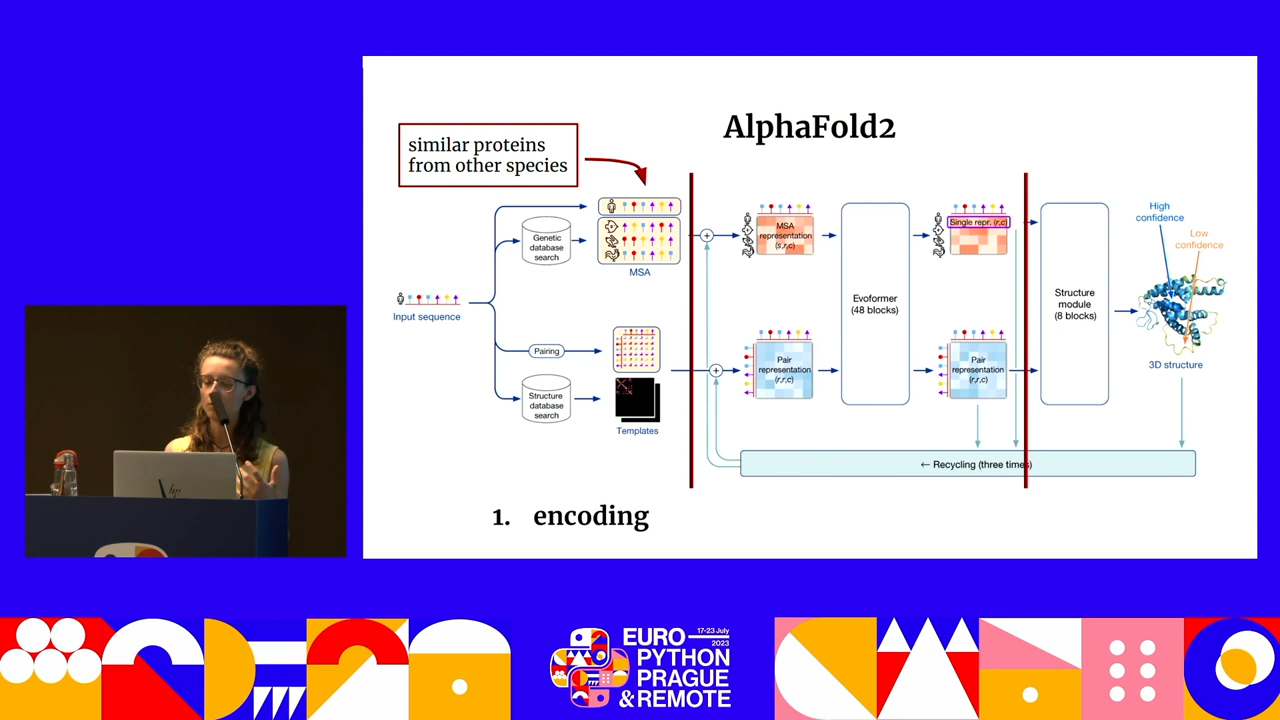 AlphaFold2
similar proteins
from other species
Genetic
database
search
MSA
Input sequence
Pairing
Structure
database
search
Templates
MSA
representation
(s,r,c)
Pair
representation
(r,r,c)
Evoformer
(48 blocks)
Single repr. (r,c)
Pair
representation
(r,r,c)
Structure
module
(8 blocks)
High
confidence
Low
confidence
3D structure
← Recycling (three times)
1. encoding
hp
EURO
17-23 July
2023
PYTHON
PRAGUE
& REMOTE